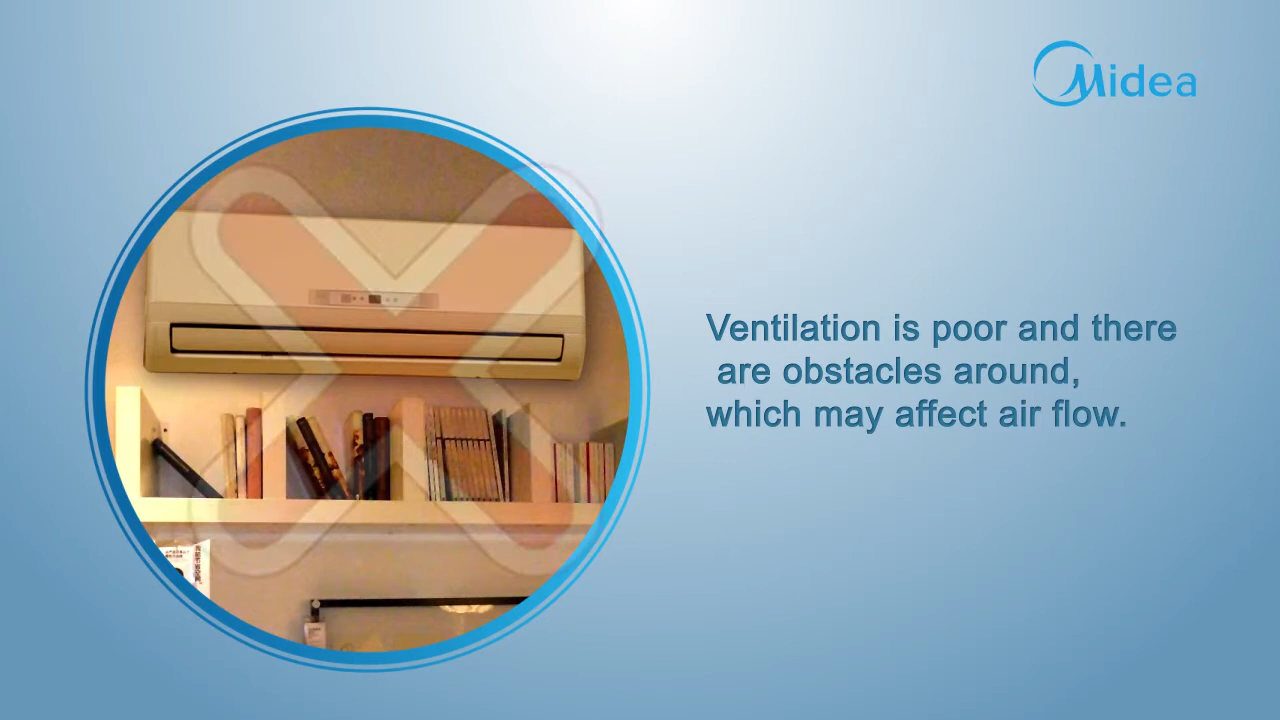 Midea
Ventilation is poor and there
are obstacles around,
which may affect air flow.